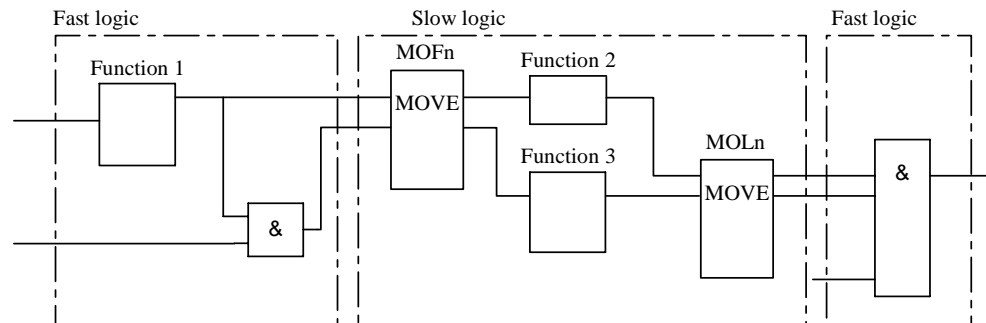 Fast logic
Slow logic
Fast logic
MOFn
Function 1
Function 2
MOVE
MOLn
Function 3
&
MOVE
&